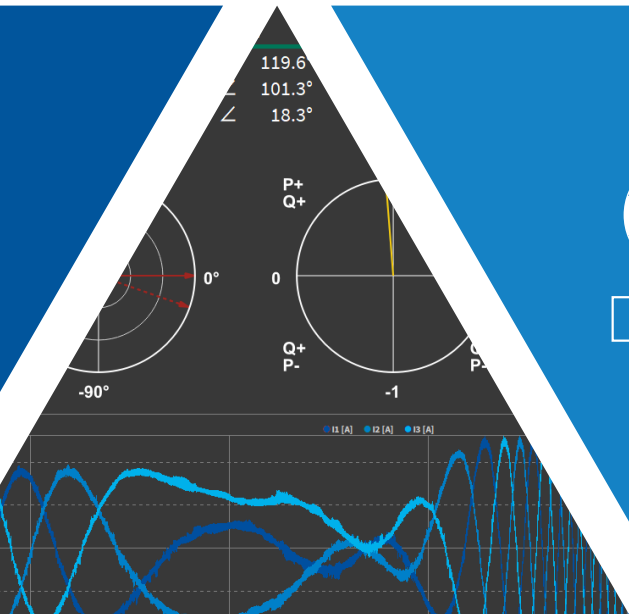 119.6°
∠ 101.3°
∠ 18.3°
P+
Q+
0°
0
Q+
P-
P-
-90°
-1
I1 [A] I2 [A] I3 [A]